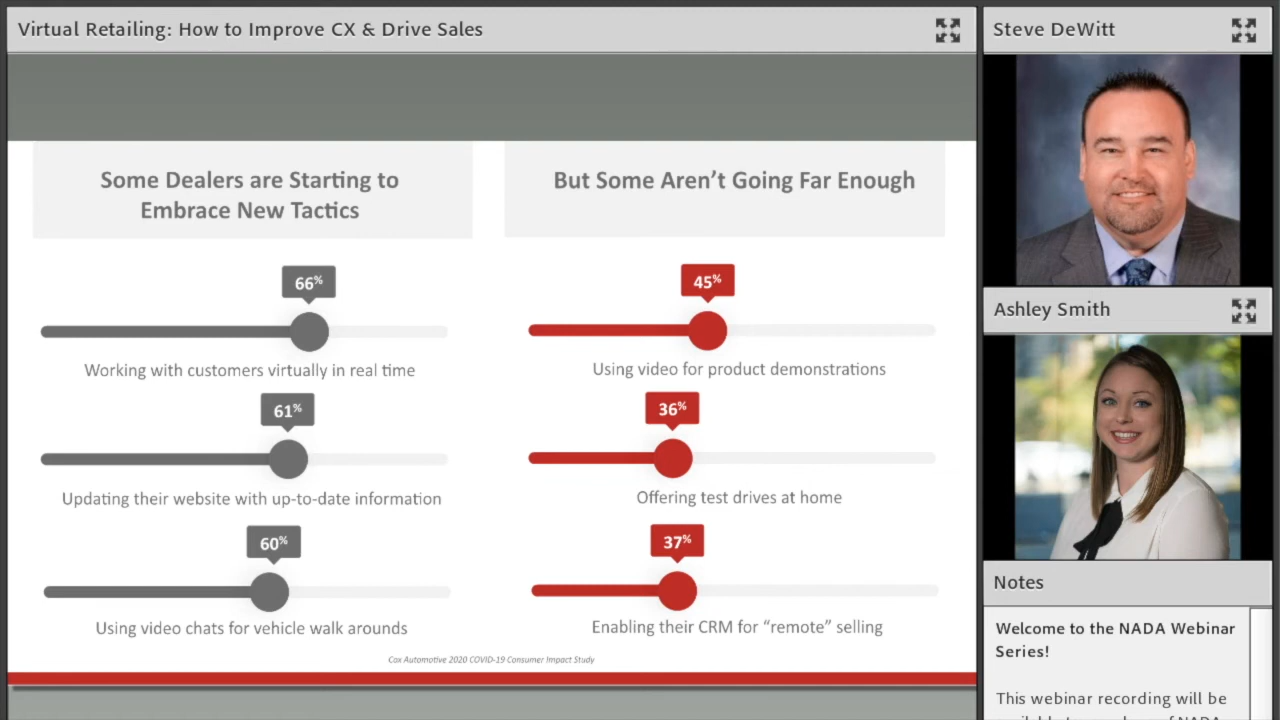 Virtual Retailing: How to Improve CX & Drive Sales
Some Dealers are Starting to
Embrace New Tactics
66%
Working with customers virtually in real time
61%
Updating their website with up-to-date information
60%
Using video chats for vehicle walk arounds
But Some Aren’t Going Far Enough
45%
Using video for product demonstrations
36%
Offering test drives at home
37%
Enabling their CRM for “remote” selling
Cox Automotive 2020 COVID-19 Consumer Impact Study
Steve DeWitt
Ashley Smith
Notes
Welcome to the NADA Webinar
Series!
This webinar recording will be